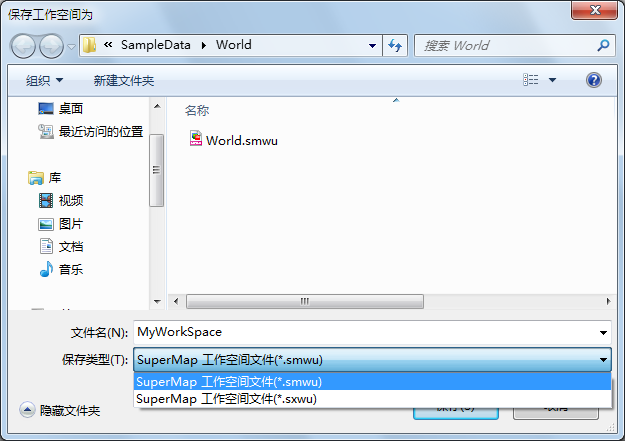 保存工作空间为
« SampleData World
搜索 World
组织 新建文件夹
桌面
最近访问的位置
库
视频
图片
文档
音乐
名称
World.smwu
文件名(N): MyWorkSpace
保存类型(T): SuperMap 工作空间文件(*.smwu)
SuperMap 工作空间文件(*.smwu)
SuperMap 工作空间文件(*.sxwu)
隐藏文件夹